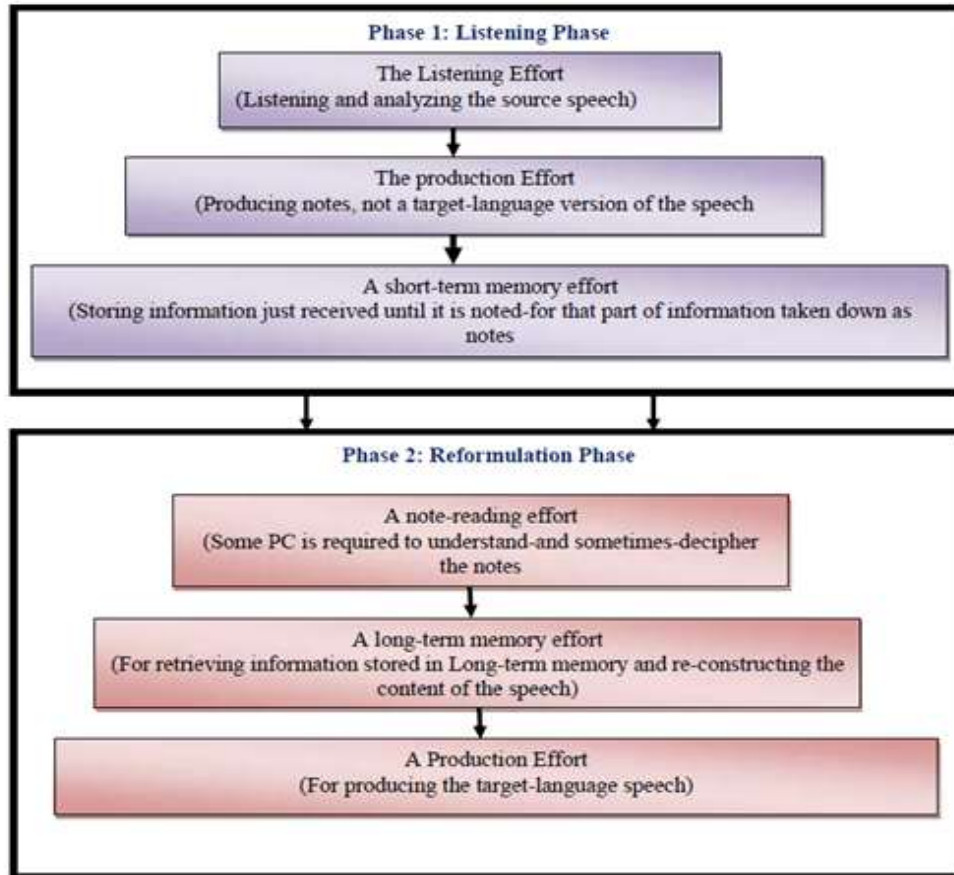 Phase 1: Listening Phase
The Listening Effort
(Listening and analyzing the source speech)
The production Effort
(Producing notes, not a target-language version of the speech
A short-term memory effort
(Storing information just received until it is noted-for that part of information taken down as
notes
Phase 2: Reformulation Phase
A note-reading effort
(Some PC is required to understand-and sometimes-decipher
the notes
A long-term memory effort
(For retrieving information stored in Long-term memory and re-constructing the
content of the speech)
A Production Effort
(For producing the target-language speech)